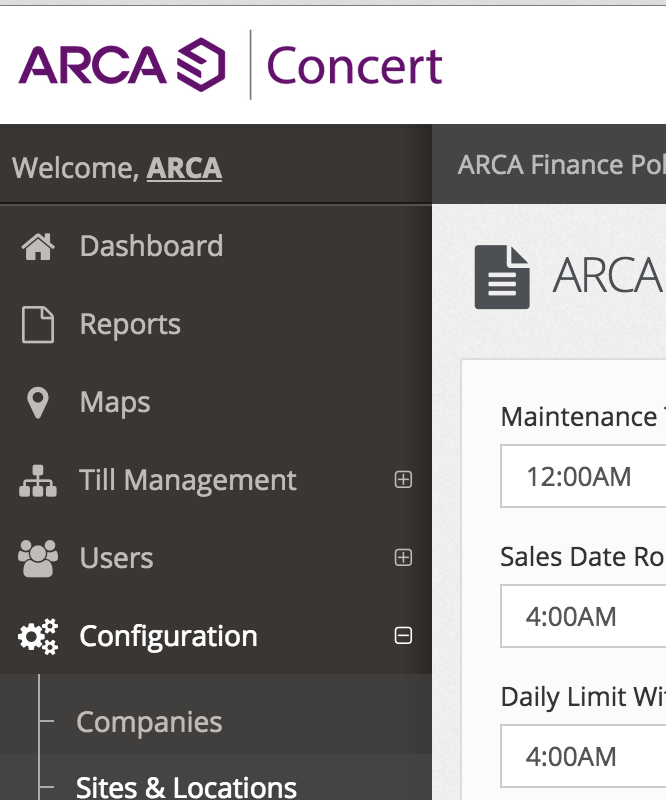 ARCA Concert
Welcome, ARCA
ARCA Finance Pol
Dashboard
Reports
Maps
Till Management
Users
Configuration
Companies
Sites & Locations
ARCA
Maintenance
12:00AM
Sales Date Ro
4:00AM
Daily Limit Wi
4:00AM